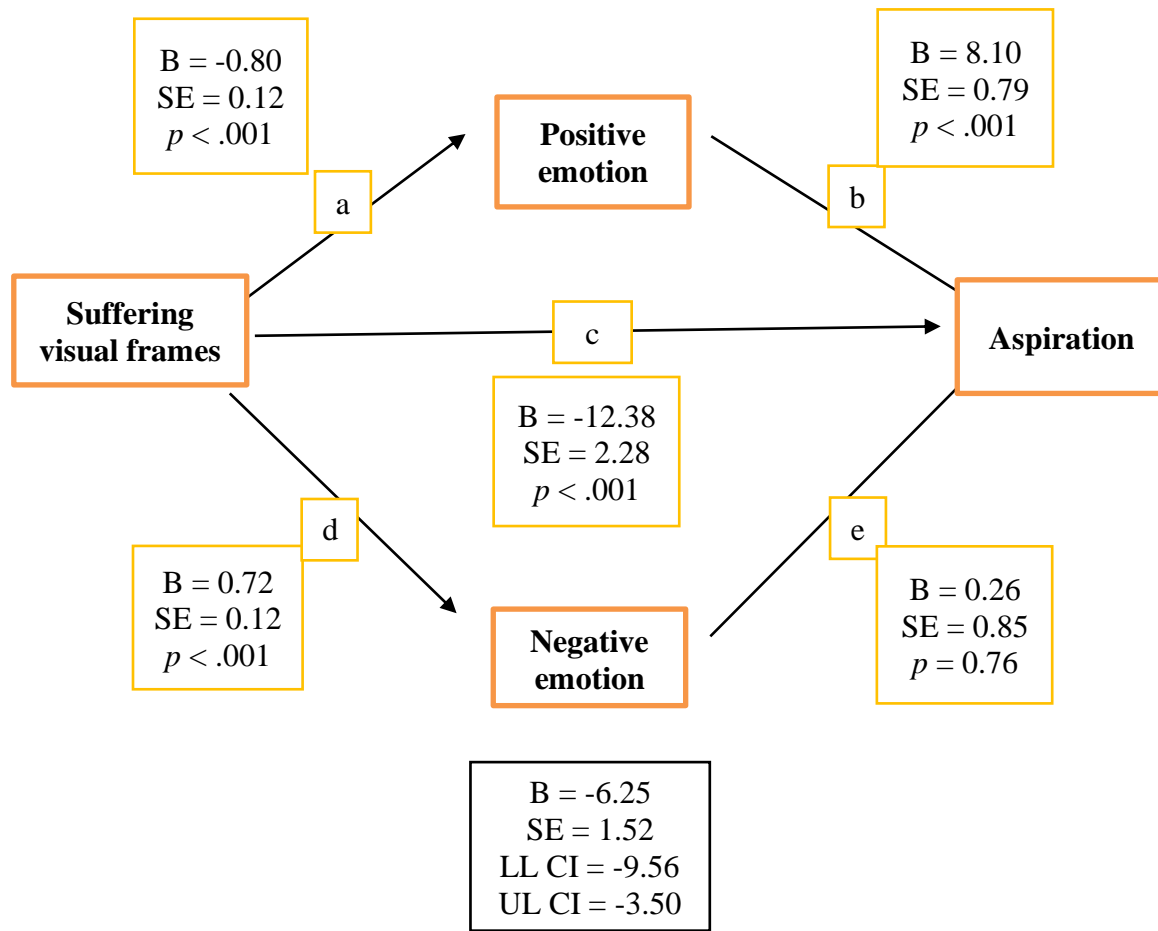 B = -0.80
SE = 0.12
p < .001
B = 8.10
SE = 0.79
p < .001
Positive
emotion
a
b
Suffering
visual frames
c
Aspiration
B = -12.38
SE = 2.28
p < .001
d
e
B = 0.72
SE = 0.12
p < .001
B = 0.26
SE = 0.85
p = 0.76
Negative
emotion
B = -6.25
SE = 1.52
LL CI = -9.56
UL CI = -3.50